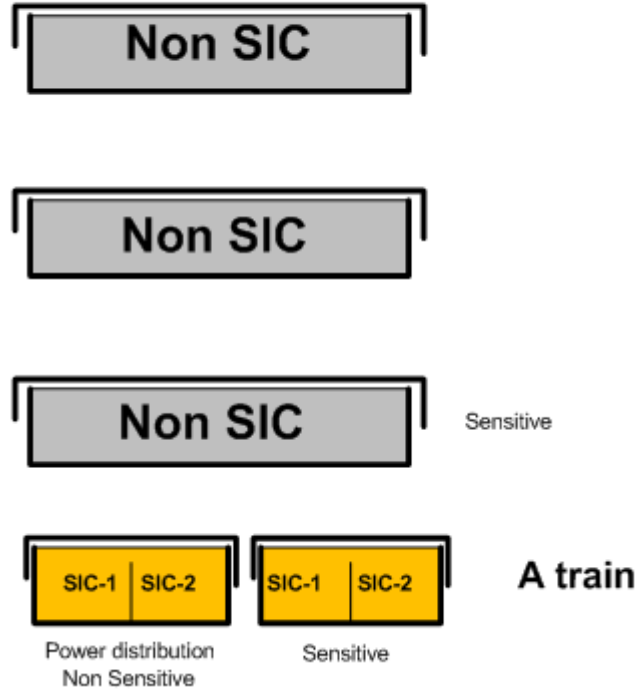 Non SIC
Non SIC
Non SIC
Sensitive
SIC-1 SIC-2 SIC-1 SIC-2
A train
Power distribution
Non Sensitive
Sensitive